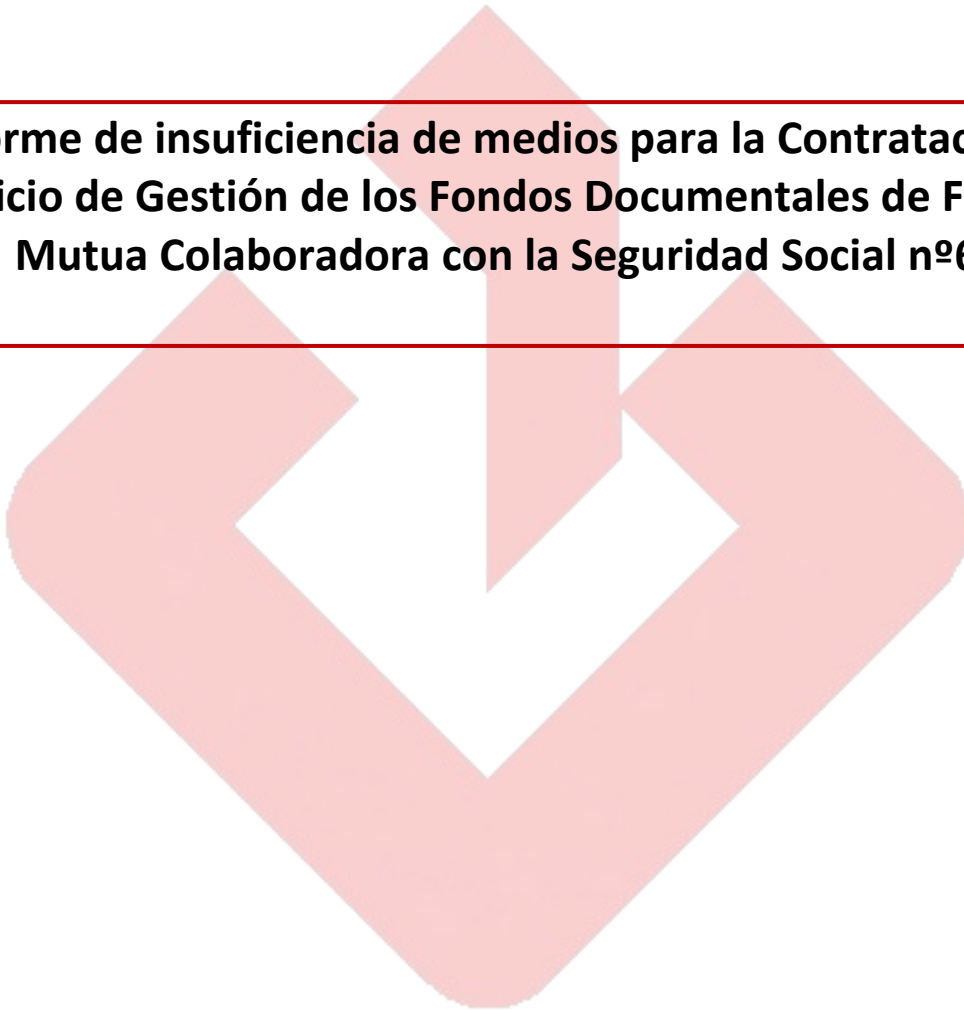 orme de insuficiencia de medios para la Contratac
icio de Gestión de los Fondos Documentales de F
Mutua Colaboradora con la Seguridad Social nº6